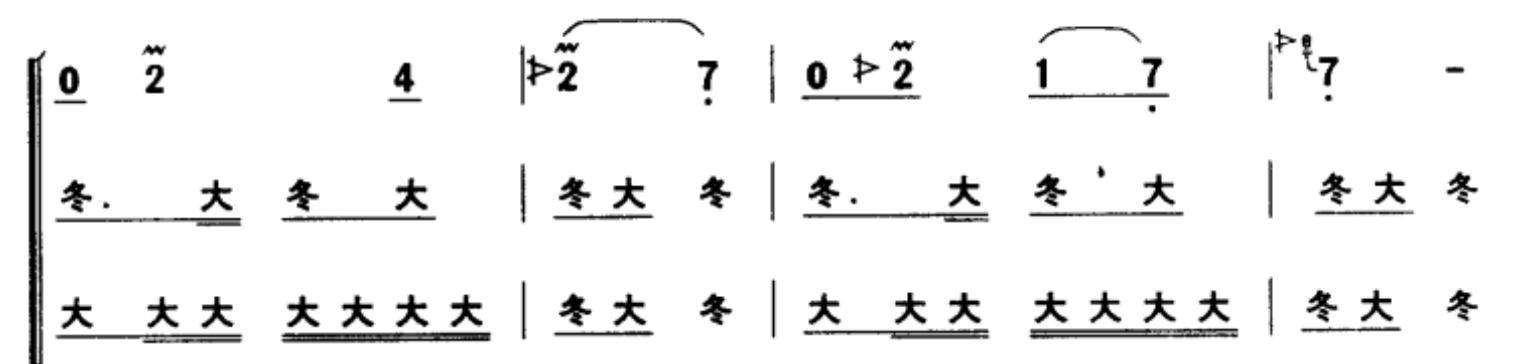 0 2 4 | 2 7 | 0 2 1 7 | 7 -
冬. 大 冬 大 | 冬 大 冬 | 冬. 大 冬 大 | 冬 大 冬
大 大 大 大 大 大 大 | 冬 大 冬 | 大 大 大 大 大 大 大 | 冬 大 冬